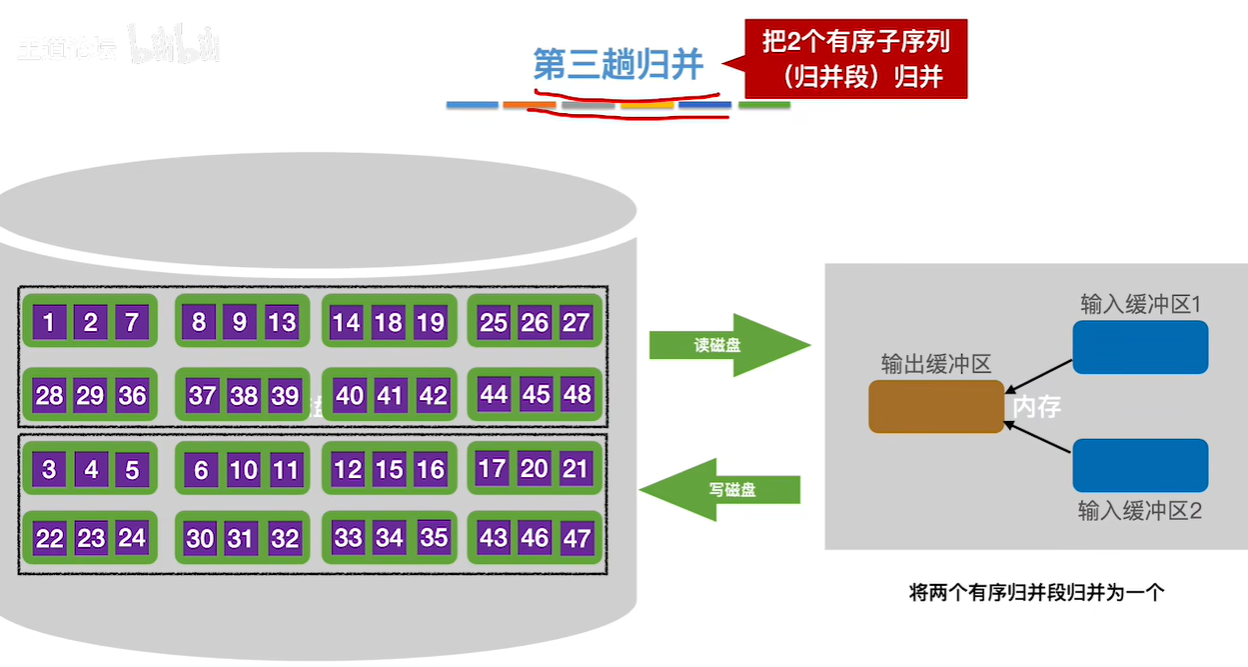 王道论坛 bilibili
第三趟归并
把2个有序子序列
（归并段）归并
1 2 7 8 9 13 14 18 19 25 26 27
28 29 36 37 38 39 40 41 42 44 45 48
3 4 5 6 10 11 12 15 16 17 20 21
22 23 24 30 31 32 33 34 35 43 46 47
读磁盘
写磁盘
输入缓冲区1
输出缓冲区
内存
输入缓冲区2
将两个有序归并段归并为一个